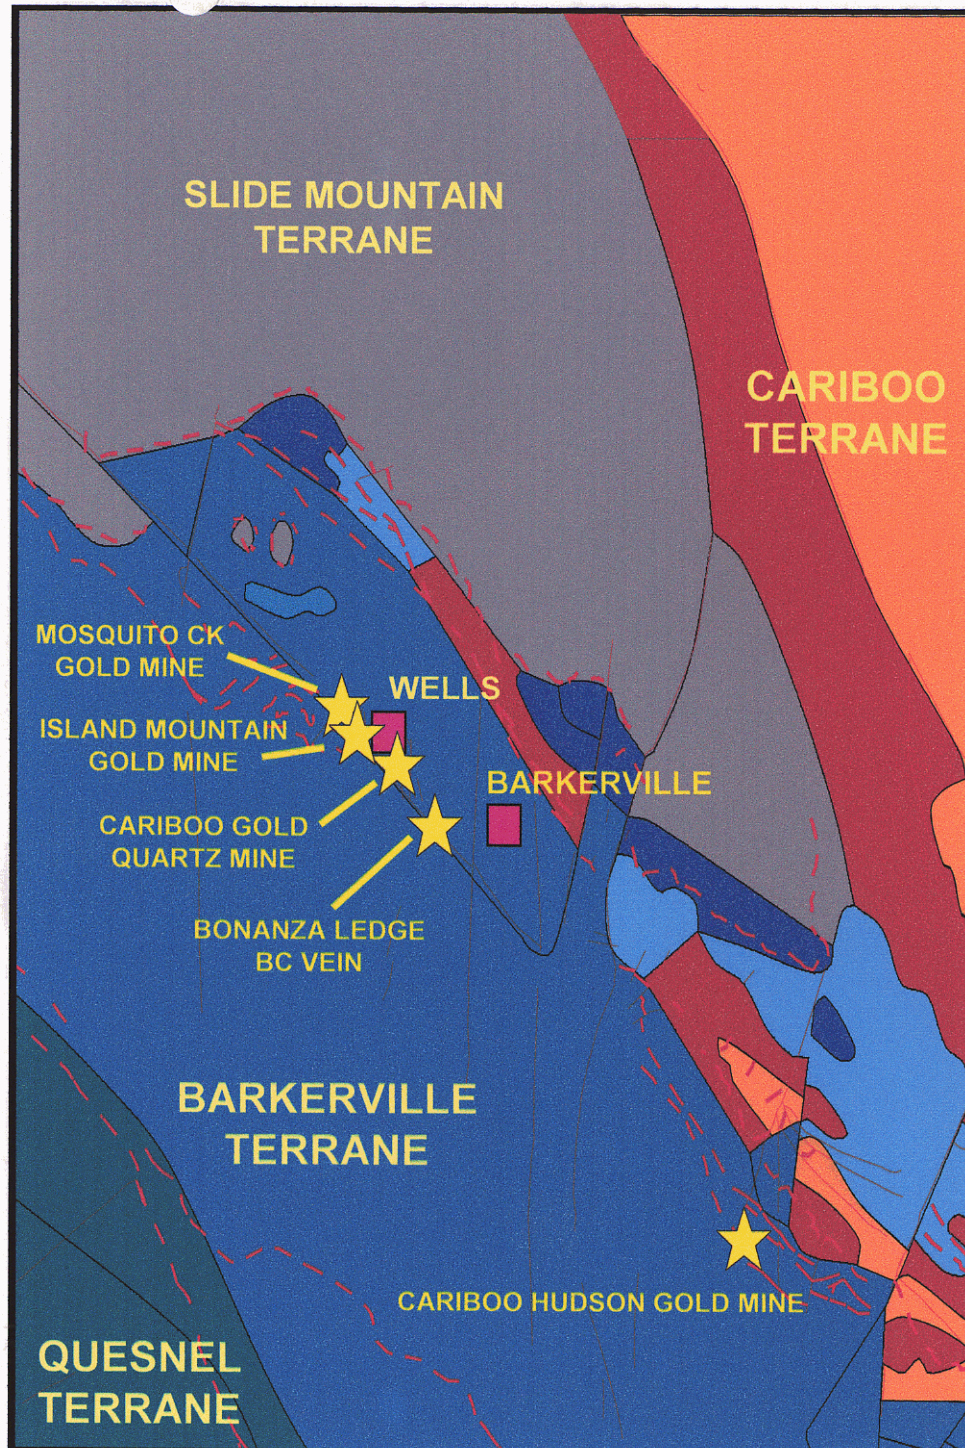 SLIDE MOUNTAIN
TERRANE
CARIBOO
TERRANE
MOSQUITO CK
GOLD MINE
WELLS
ISLAND MOUNTAIN
GOLD MINE
BARKERVILLE
CARIBOO GOLD
QUARTZ MINE
BONANZA LEDGE
BC VEIN
BARKERVILLE
TERRANE
CARIBOO HUDSON GOLD MINE
QUESNEL
TERRANE